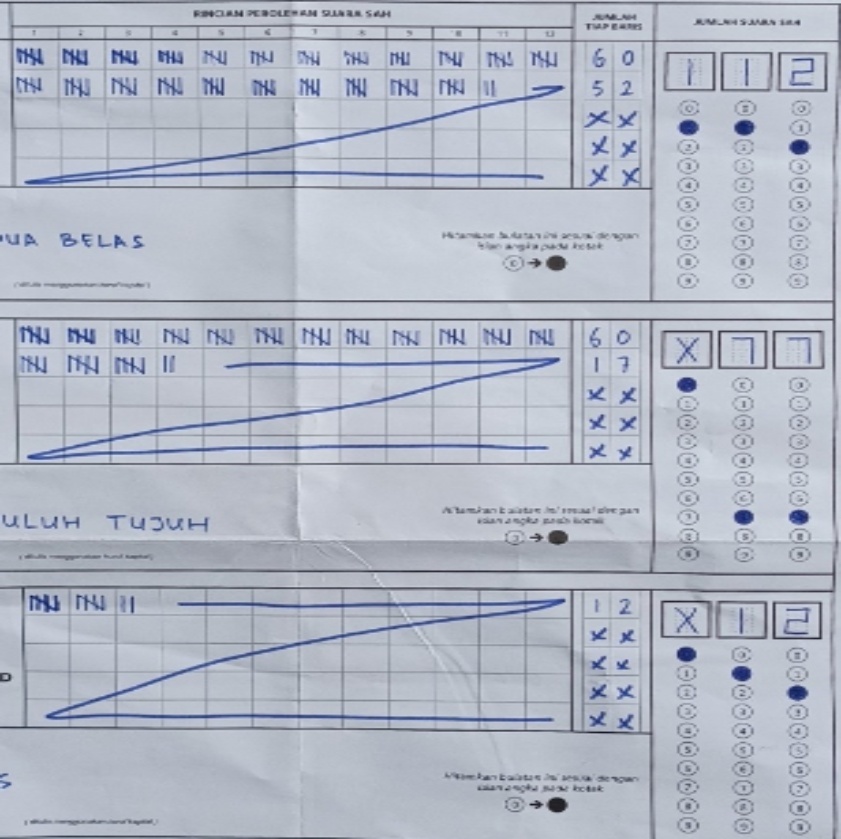 RINCIAN PEROLEHAN SUARA SAH JUMLAH TIAP BARIS JUMLAH SUARA SAH
1 2 3 4 5 6 7 8 9 10 11 12
6 0 1 1 2
5 2
X X
X X
X X
DUA BELAS
Hitamkan bulatan ini sesuai dengan
isian angka pada kotak
(ditulis menggunakan huruf kapital)
6 0 X 7 7
1 7
X X
X X
X X
ULUH TUJUH
Hitamkan bulatan ini sesuai dengan
isian angka pada kotak
(ditulis menggunakan huruf kapital)
1 2 X 1 2
X X
X X
X X
X X
D
S
Hitamkan bulatan ini sesuai dengan
isian angka pada kotak
(ditulis menggunakan huruf kapital)